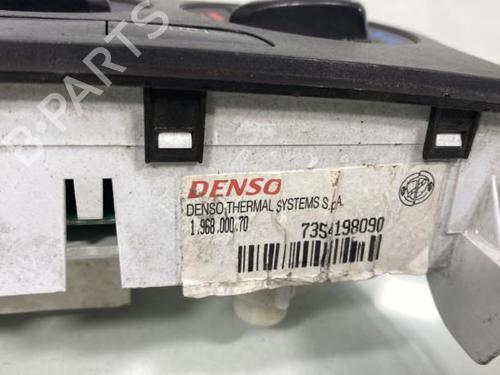 B-PARTS
DENSO
DENSO THERMAL SYSTEMS S.p.A.
1.968.000.70
7354198090